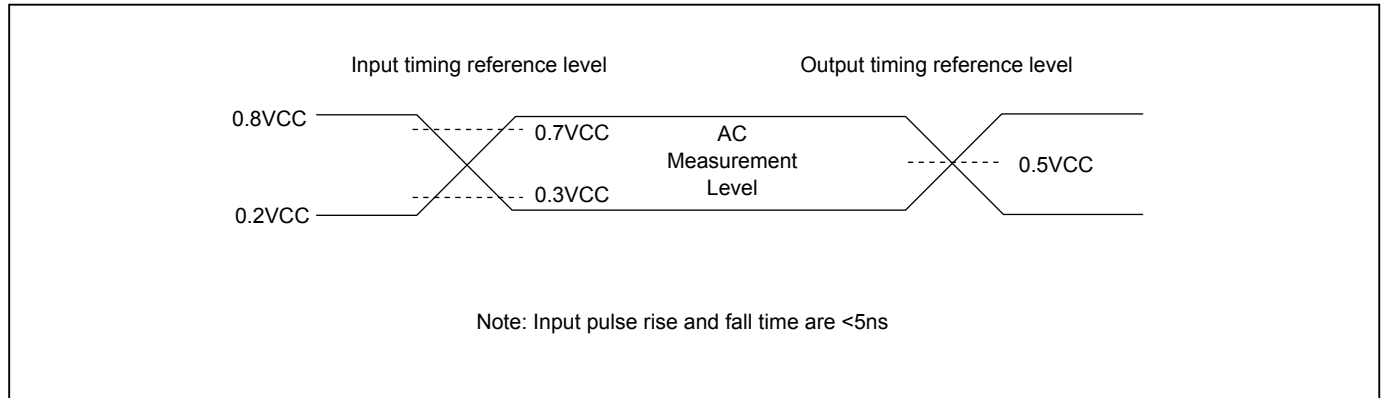 Input timing reference level
Output timing reference level
0.8VCC
0.7VCC
AC
Measurement
Level
0.5VCC
0.3VCC
0.2VCC
Note: Input pulse rise and fall time are <5ns